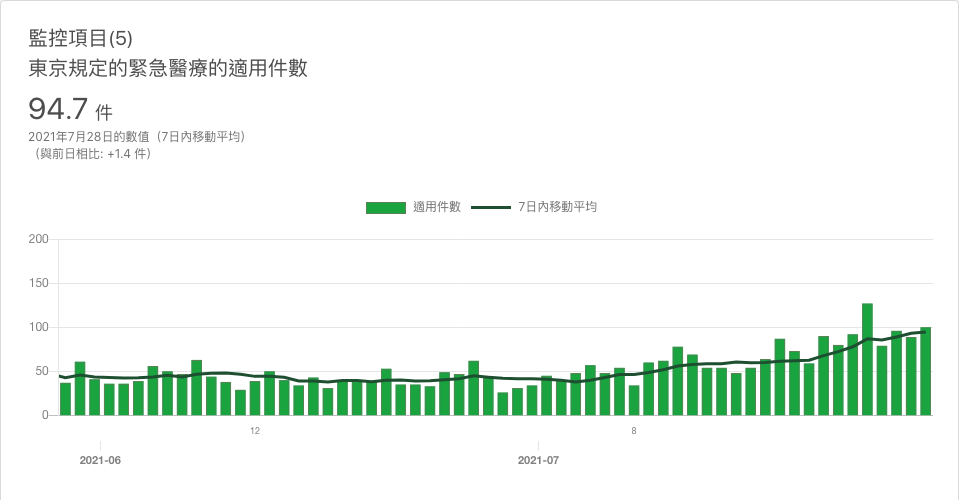 監控項目(5)
東京規定的緊急醫療的適用件數
94.7 件
2021年7月28日的數值（7日內移動平均）
（與前日相比: +1.4 件）
適用件數 7日內移動平均
200
150
100
50
0
12 8
2021-06 2021-07